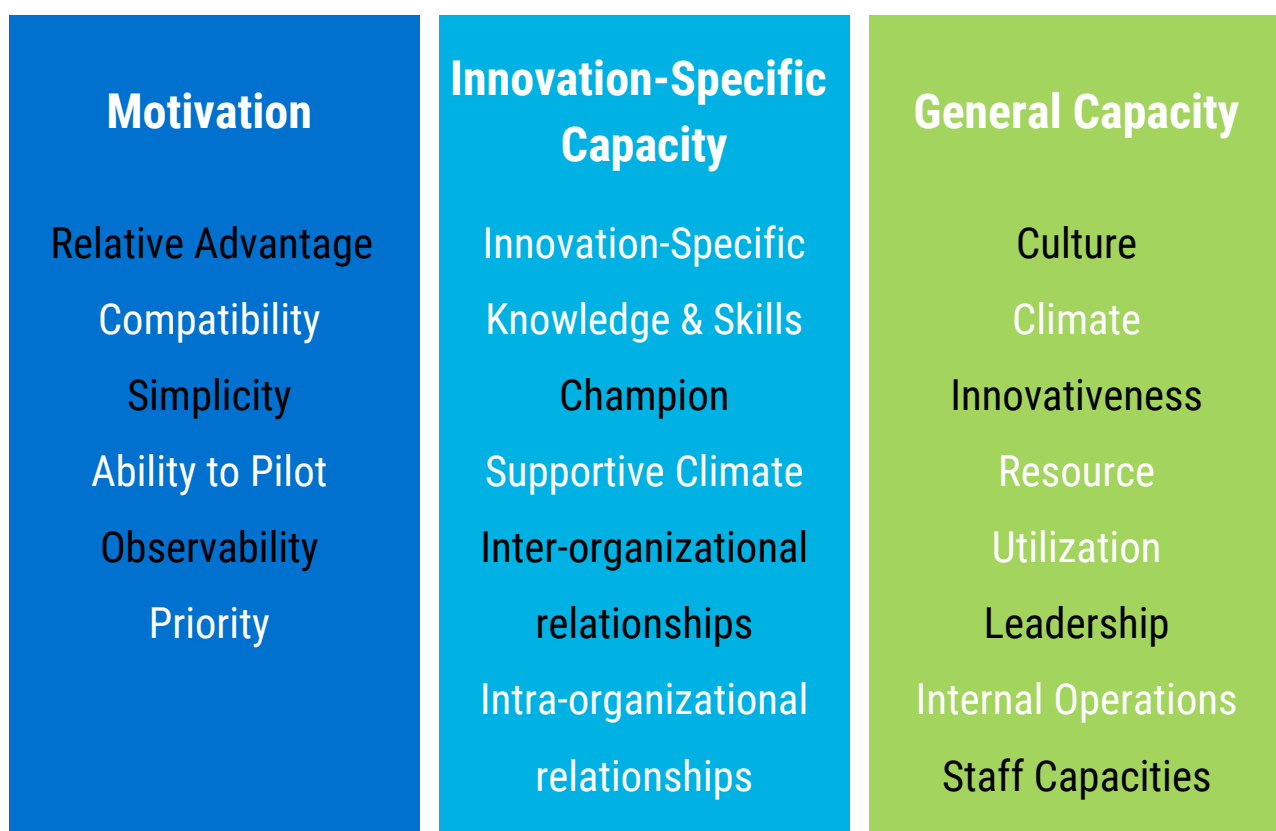 Motivation
Relative Advantage
Compatibility
Simplicity
Ability to Pilot
Observability
Priority
Innovation-Specific
Capacity
Innovation-Specific
Knowledge & Skills
Champion
Supportive Climate
Inter-organizational
relationships
Intra-organizational
relationships
General Capacity
Culture
Climate
Innovativeness
Resource
Utilization
Leadership
Internal Operations
Staff Capacities